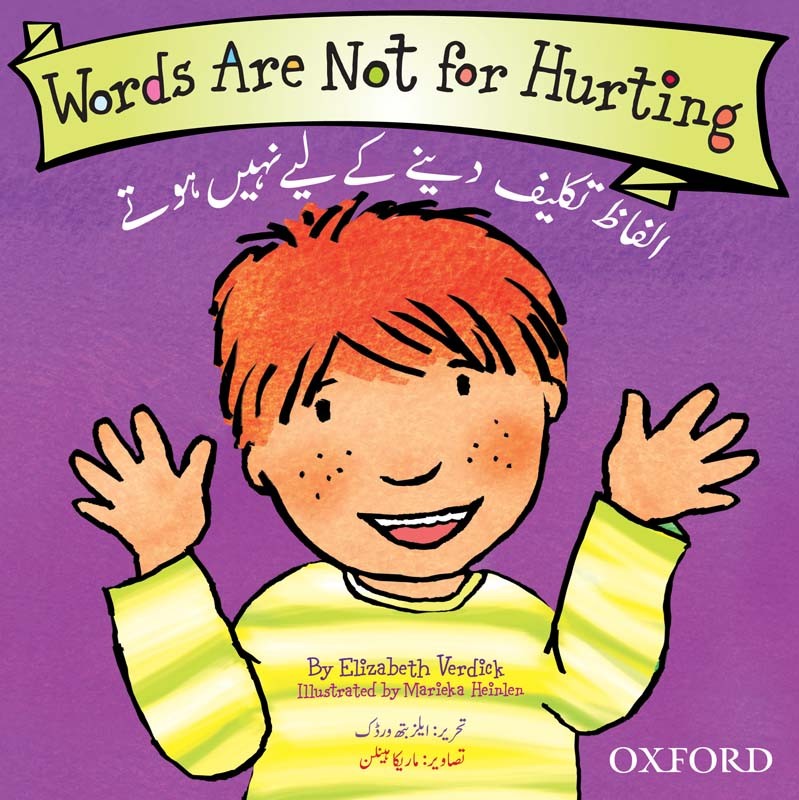 Words Are Not for Hurting
الفاظ تکلیف دینے کے لیے نہیں ہوتے
By Elizabeth Verdick
Illustrated by Marieka Heinlen
تحریر: ایلزبتھ ورڈک
تصاویر: ماریکا ہینلن
OXFORD